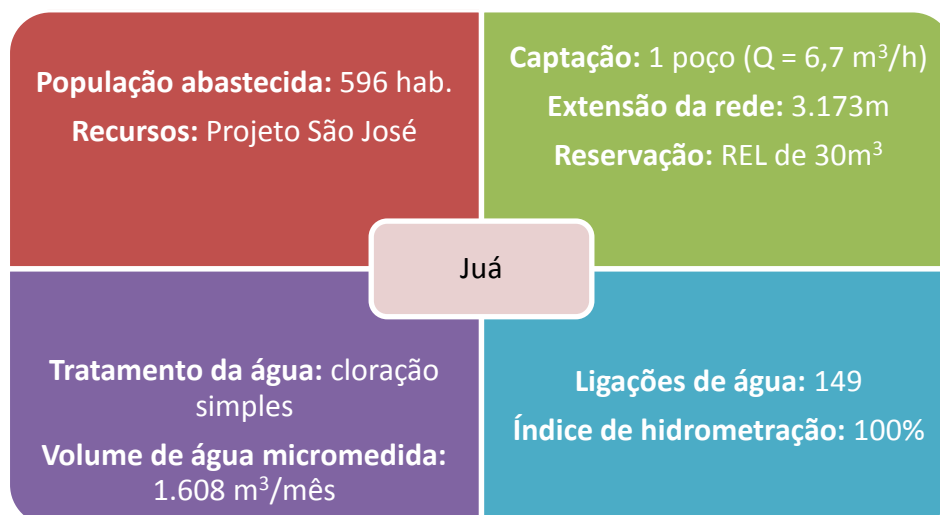 População abastecida: 596 hab.
Recursos: Projeto São José
Captação: 1 poço (Q = 6,7 m³/h)
Extensão da rede: 3.173m
Reservação: REL de 30m³
Juá
Tratamento da água: cloração
simples
Volume de água micromedida:
1.608 m³/mês
Ligações de água: 149
Índice de hidrometração: 100%